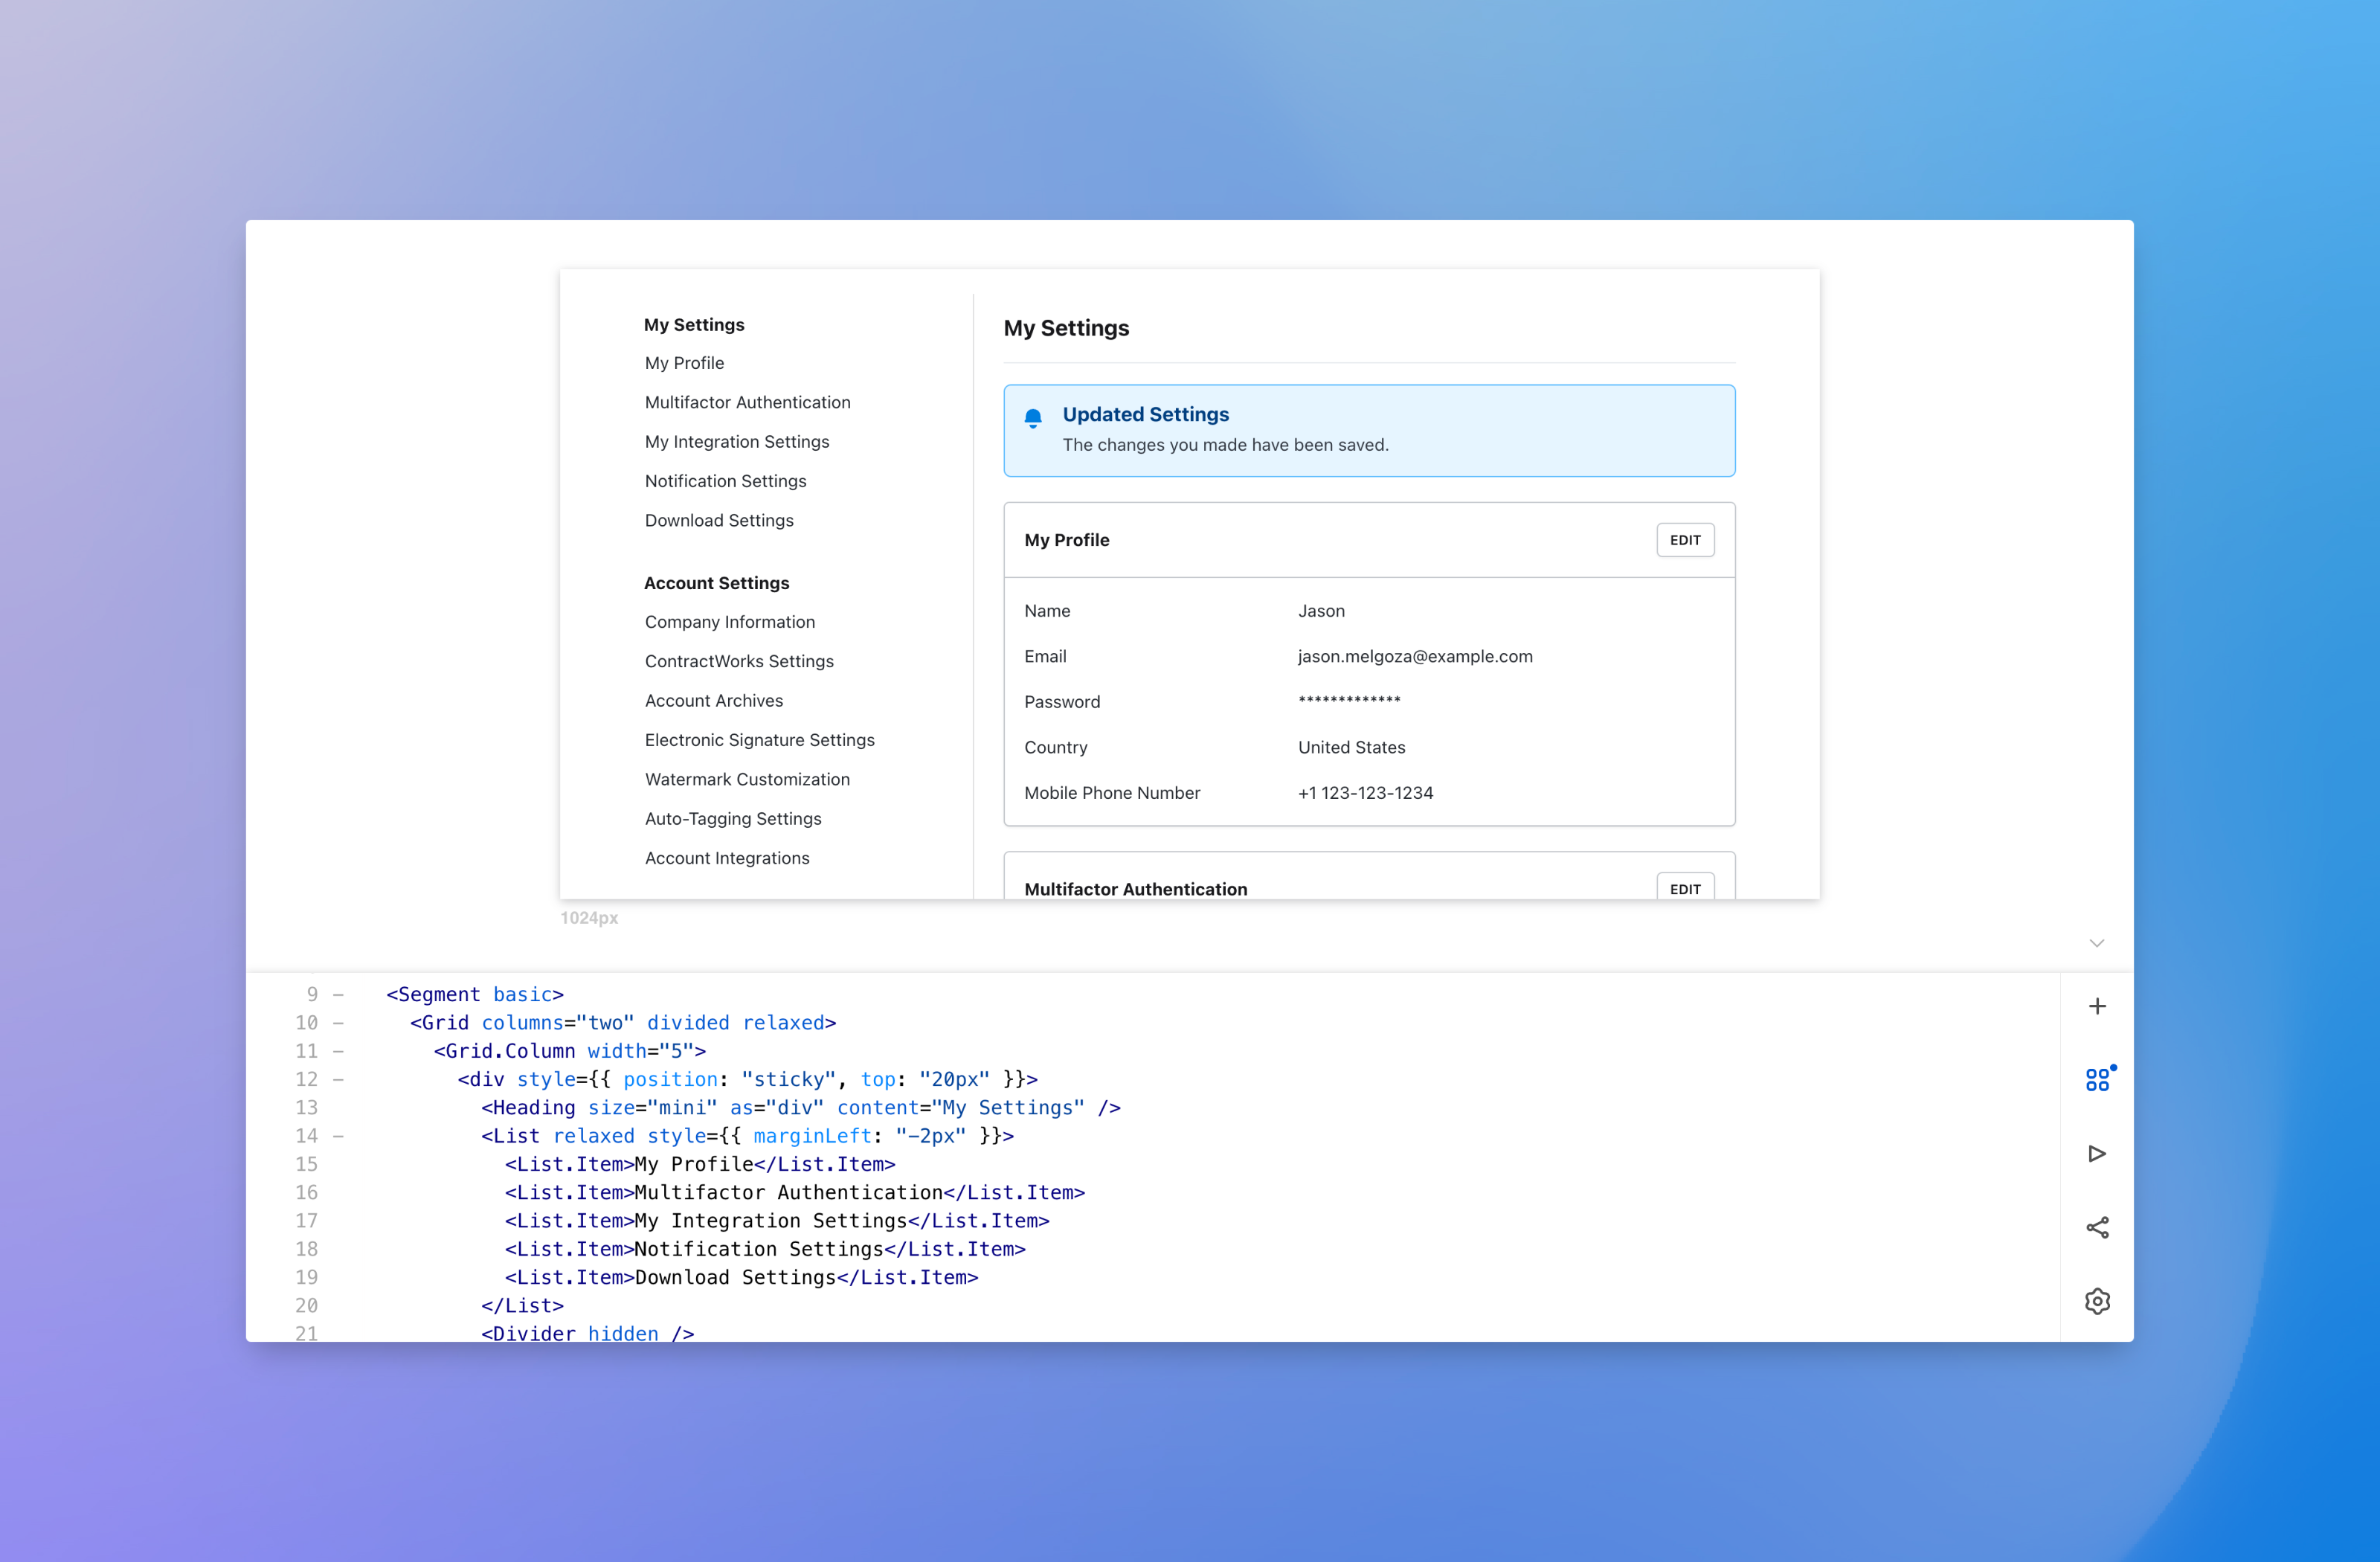 My Settings
My Profile
Multifactor Authentication
My Integration Settings
Notification Settings
Download Settings
Account Settings
Company Information
ContractWorks Settings
Account Archives
Electronic Signature Settings
Watermark Customization
Auto-Tagging Settings
Account Integrations
My Settings
Updated Settings
The changes you made have been saved.
My Profile EDIT
Name Jason
Email jason.melgoza@example.com
Password *************
Country United States
Mobile Phone Number +1 123-123-1234
Multifactor Authentication EDIT
1024px
9 – <Segment basic>
10 – <Grid columns="two" divided relaxed>
11 – <Grid.Column width="5">
12 – <div style={{ position: "sticky", top: "20px" }}>
13 <Heading size="mini" as="div" content="My Settings" />
14 – <List relaxed style={{ marginLeft: "-2px" }}>
15 <List.Item>My Profile</List.Item>
16 <List.Item>Multifactor Authentication</List.Item>
17 <List.Item>My Integration Settings</List.Item>
18 <List.Item>Notification Settings</List.Item>
19 <List.Item>Download Settings</List.Item>
20 </List>
21 <Divider hidden />